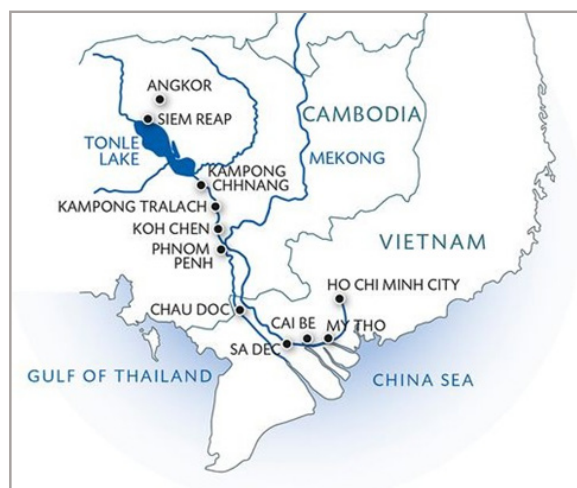 ANGKOR
SIEM REAP
TONLE
LAKE
CAMBODIA
MEKONG
KAMPONG
CHHNANG
KAMPONG TRALACH
KOH CHEN
PHNOM
PENH
VIETNAM
HO CHI MINH CITY
CHAU DOC
CAI BE
MY THO
SA DEC
GULF OF THAILAND
CHINA SEA